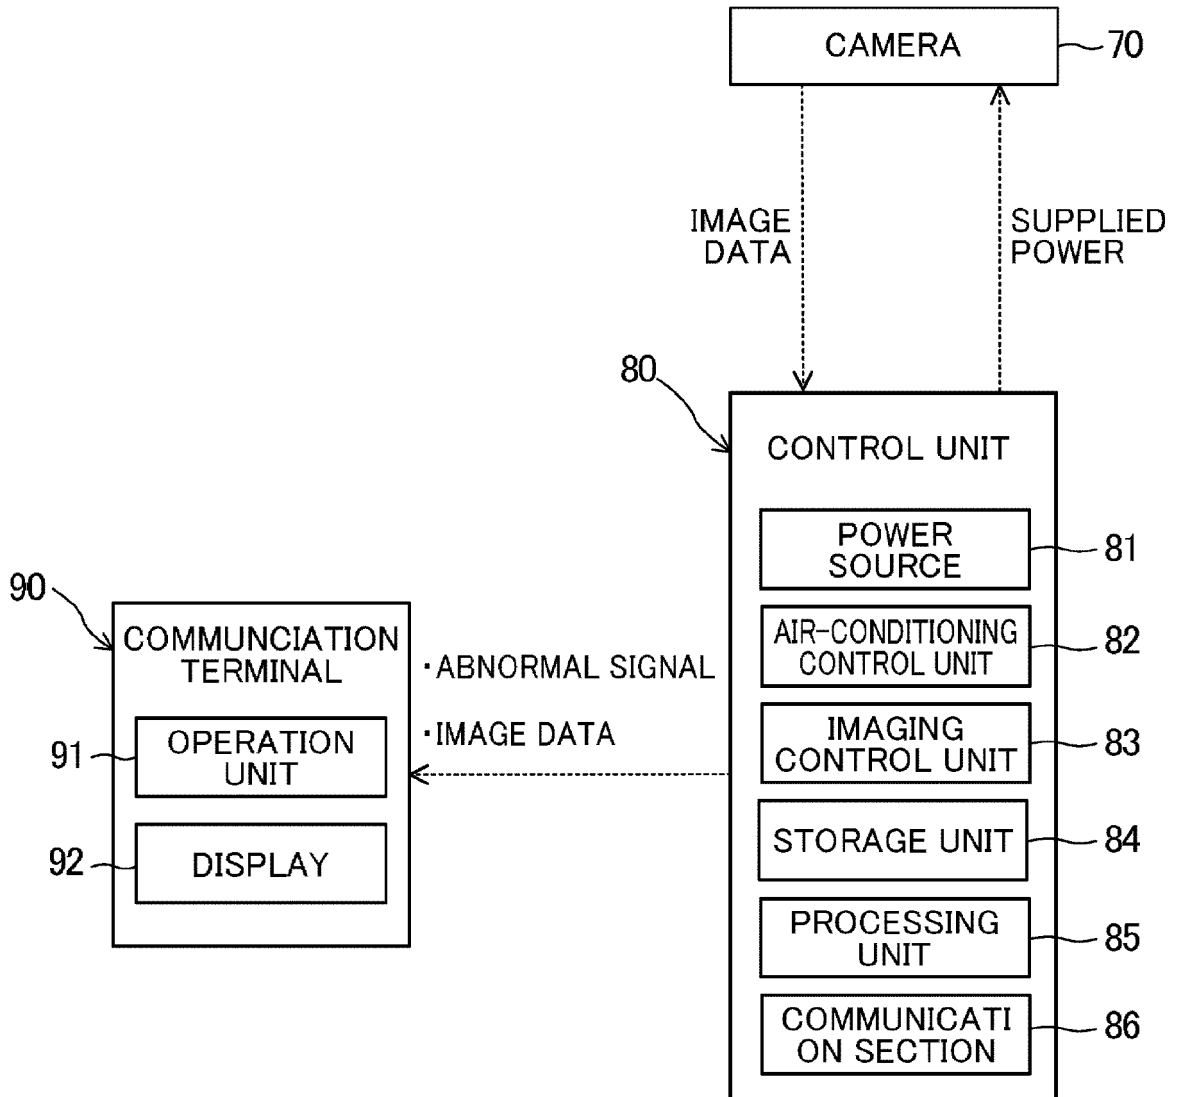 CAMERA
70
IMAGE
DATA
SUPPLIED
POWER
80
CONTROL UNIT
POWER
SOURCE
81
AIR-CONDITIONING
CONTROL UNIT
82
IMAGING
CONTROL UNIT
83
STORAGE UNIT
84
PROCESSING
UNIT
85
COMMUNICATI
ON SECTION
86
90
COMMUNCIATION
TERMINAL
91
OPERATION
UNIT
92
DISPLAY
・ABNORMAL SIGNAL
・IMAGE DATA